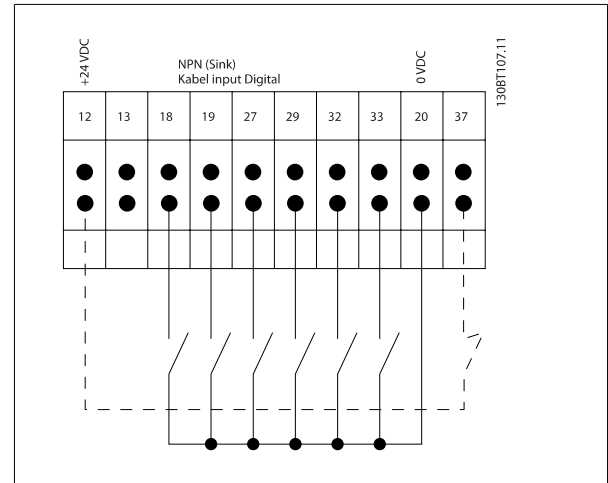 +24 VDC
NPN (Sink)
Kabel input Digital
0 VDC
130BT107.11
12 13 18 19 27 29 32 33 20 37